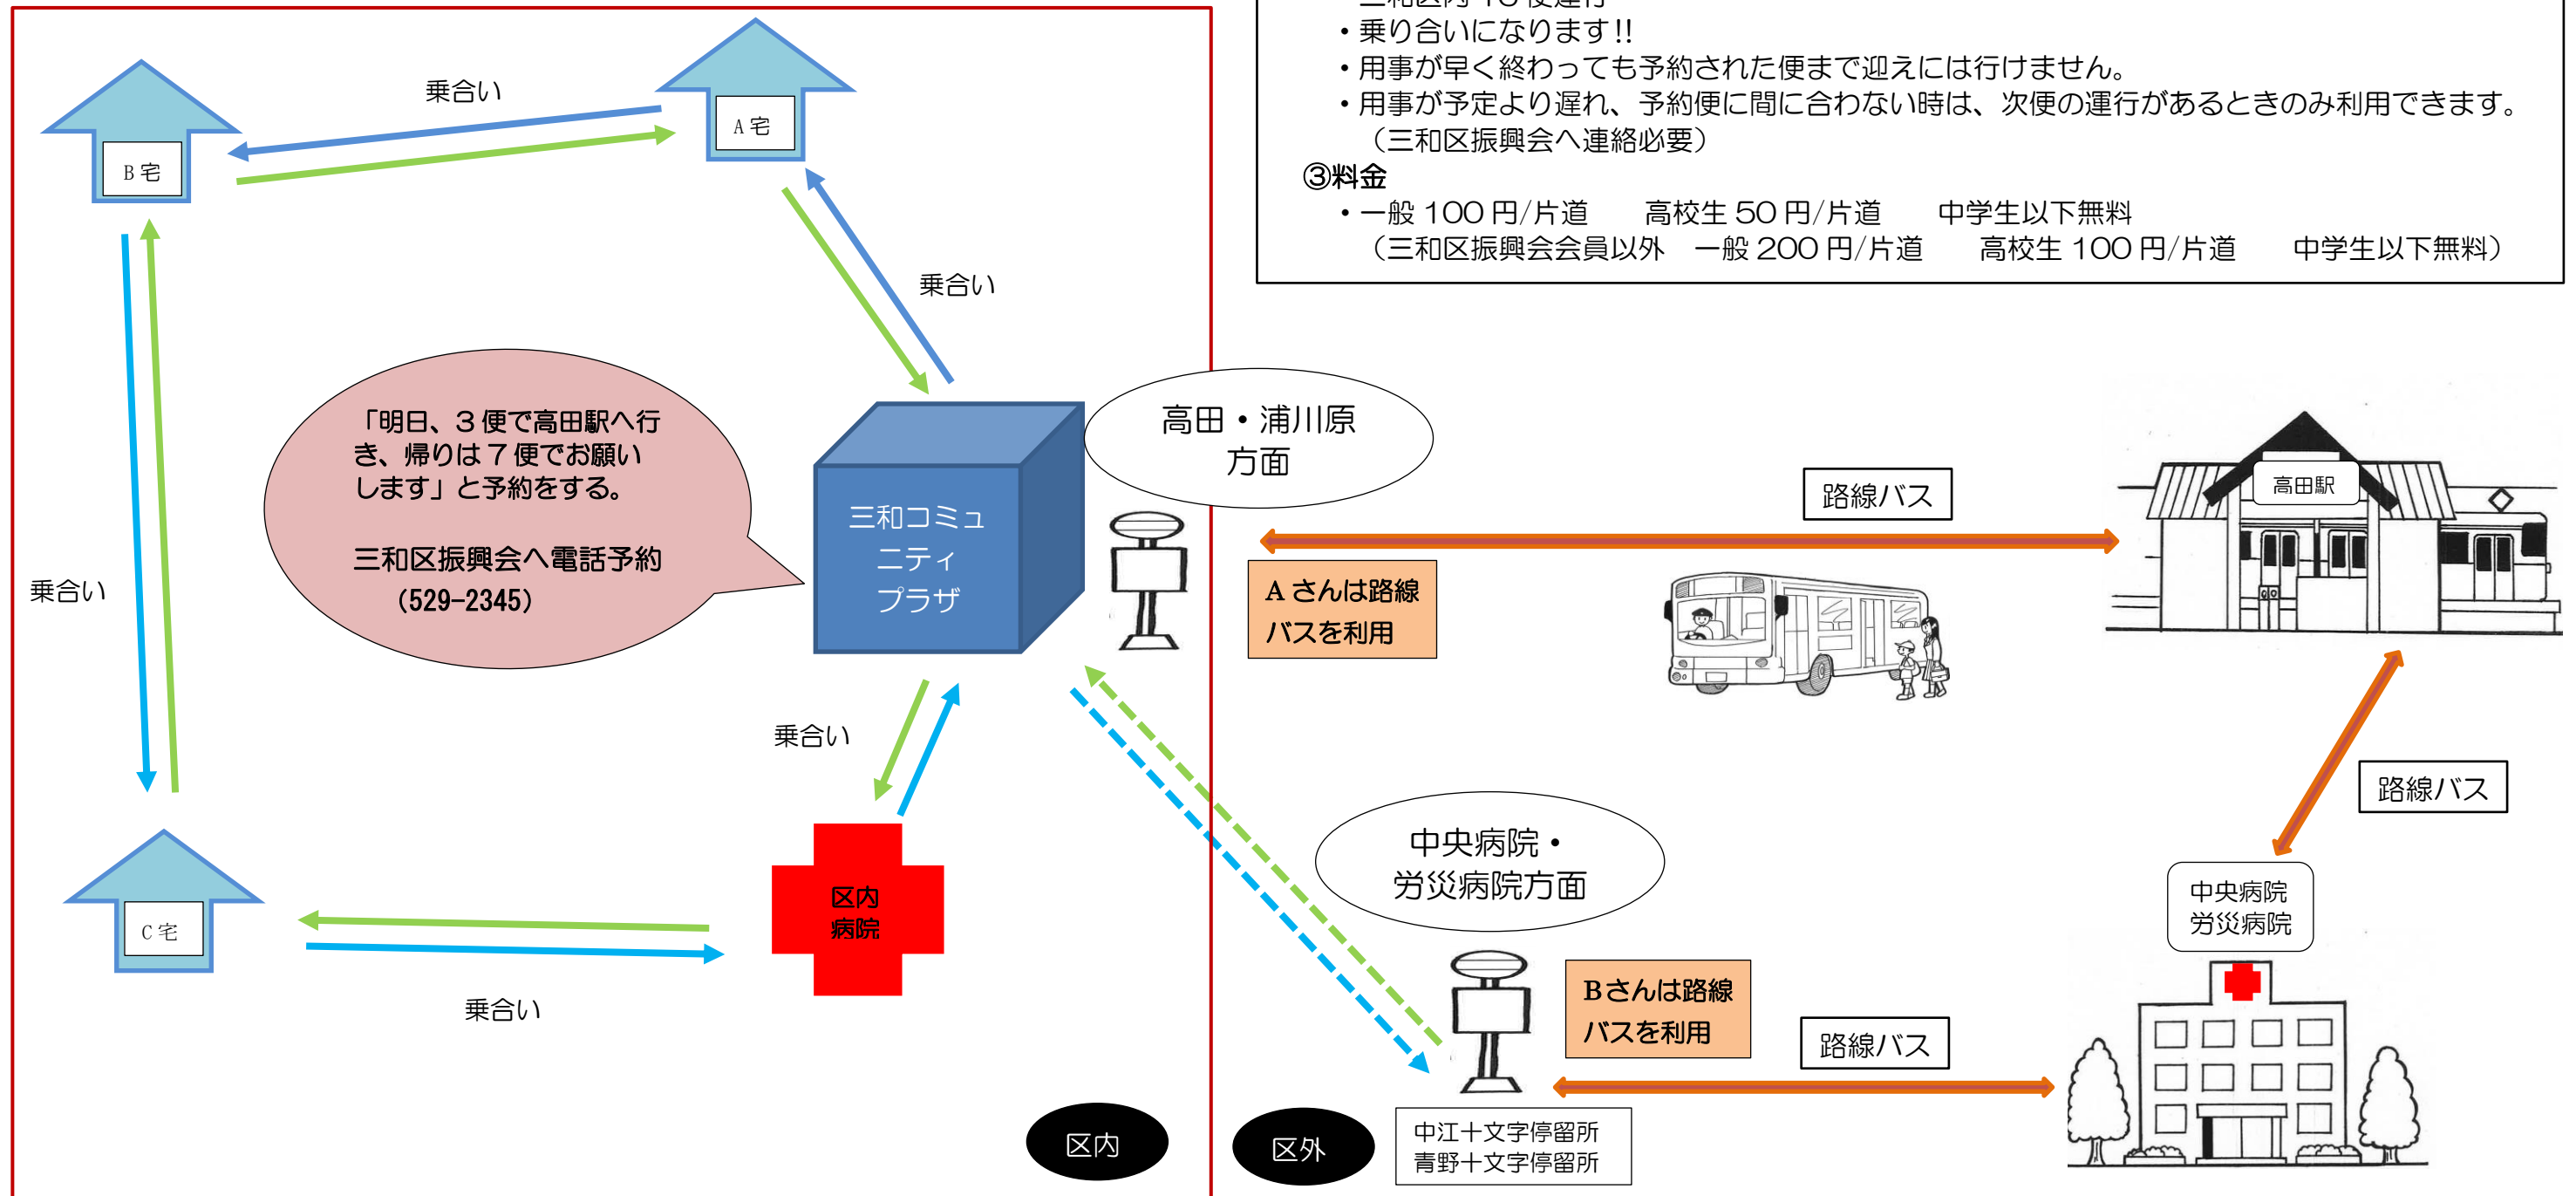 ・乗り合いになります!!
・用事が早く終わっても予約された便まで迎えには行けません。
・用事が予定より遅れ、予約便に間に合わない時は、次便の運行があるときのみ利用できます。
（三和区振興会へ連絡必要）
③料金
・一般 100 円/片道　　高校生 50 円/片道　　中学生以下無料
（三和区振興会会員以外　一般 200 円/片道　　高校生 100 円/片道　　中学生以下無料）
乗合い
A 宅
B 宅
乗合い
「明日、3 便で高田駅へ行
き、帰りは 7 便でお願い
します」と予約をする。
三和区振興会へ電話予約
（529-2345）
三和コミュ
ニティ
プラザ
高田・浦川原
方面
路線バス
高田駅
A さんは路線
バスを利用
乗合い
乗合い
路線バス
中央病院・
労災病院方面
中央病院
労災病院
区内
病院
C 宅
乗合い
B さんは路線
バスを利用
路線バス
区内
区外
中江十文字停留所
青野十文字停留所